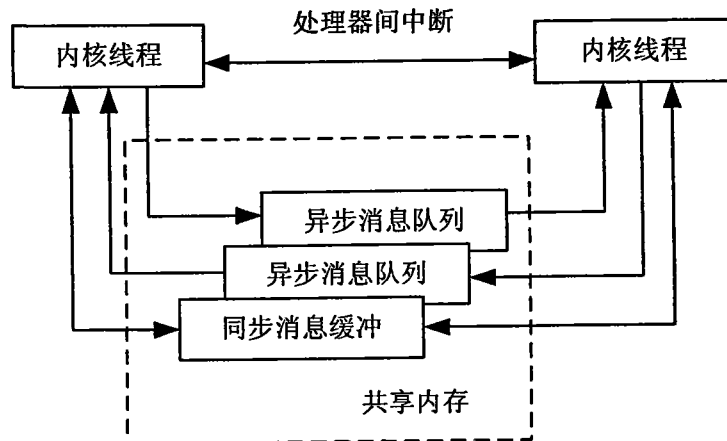 处理器间中断
内核线程
内核线程
异步消息队列
异步消息队列
同步消息缓冲
共享内存